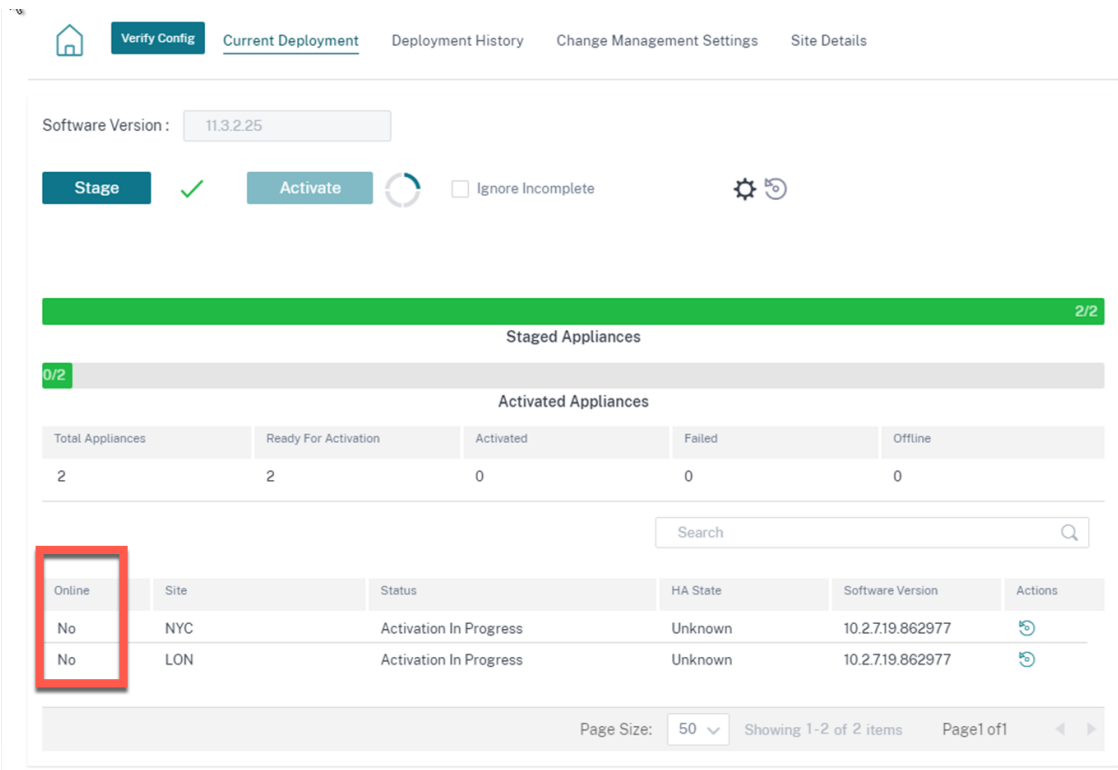 Verify Config Current Deployment Deployment History Change Management Settings Site Details
Software Version : 11.3.2.25
Stage Activate Ignore Incomplete
2/2
Staged Appliances
0/2
Activated Appliances
Total Appliances Ready For Activation Activated Failed Offline
2 2 0 0 0
Search
Online Site Status HA State Software Version Actions
No NYC Activation In Progress Unknown 10.2.7.19.862977
No LON Activation In Progress Unknown 10.2.7.19.862977
Page Size: 50 Showing 1-2 of 2 items Page1 of1